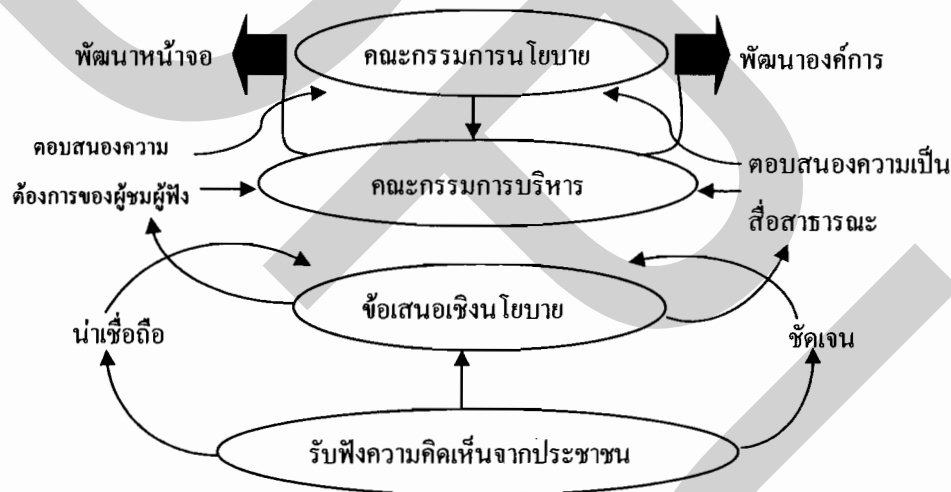 พัฒนาหน้าจอ
คณะกรรมการนโยบาย
พัฒนาองค์การ
ตอบสนองความ
ต้องการของผู้ชมผู้ฟัง
คณะกรรมการบริหาร
ตอบสนองความเป็น
สื่อสาธารณะ
ข้อเสนอเชิงนโยบาย
น่าเชื่อถือ
ชัดเจน
รับฟังความคิดเห็นจากประชาชน